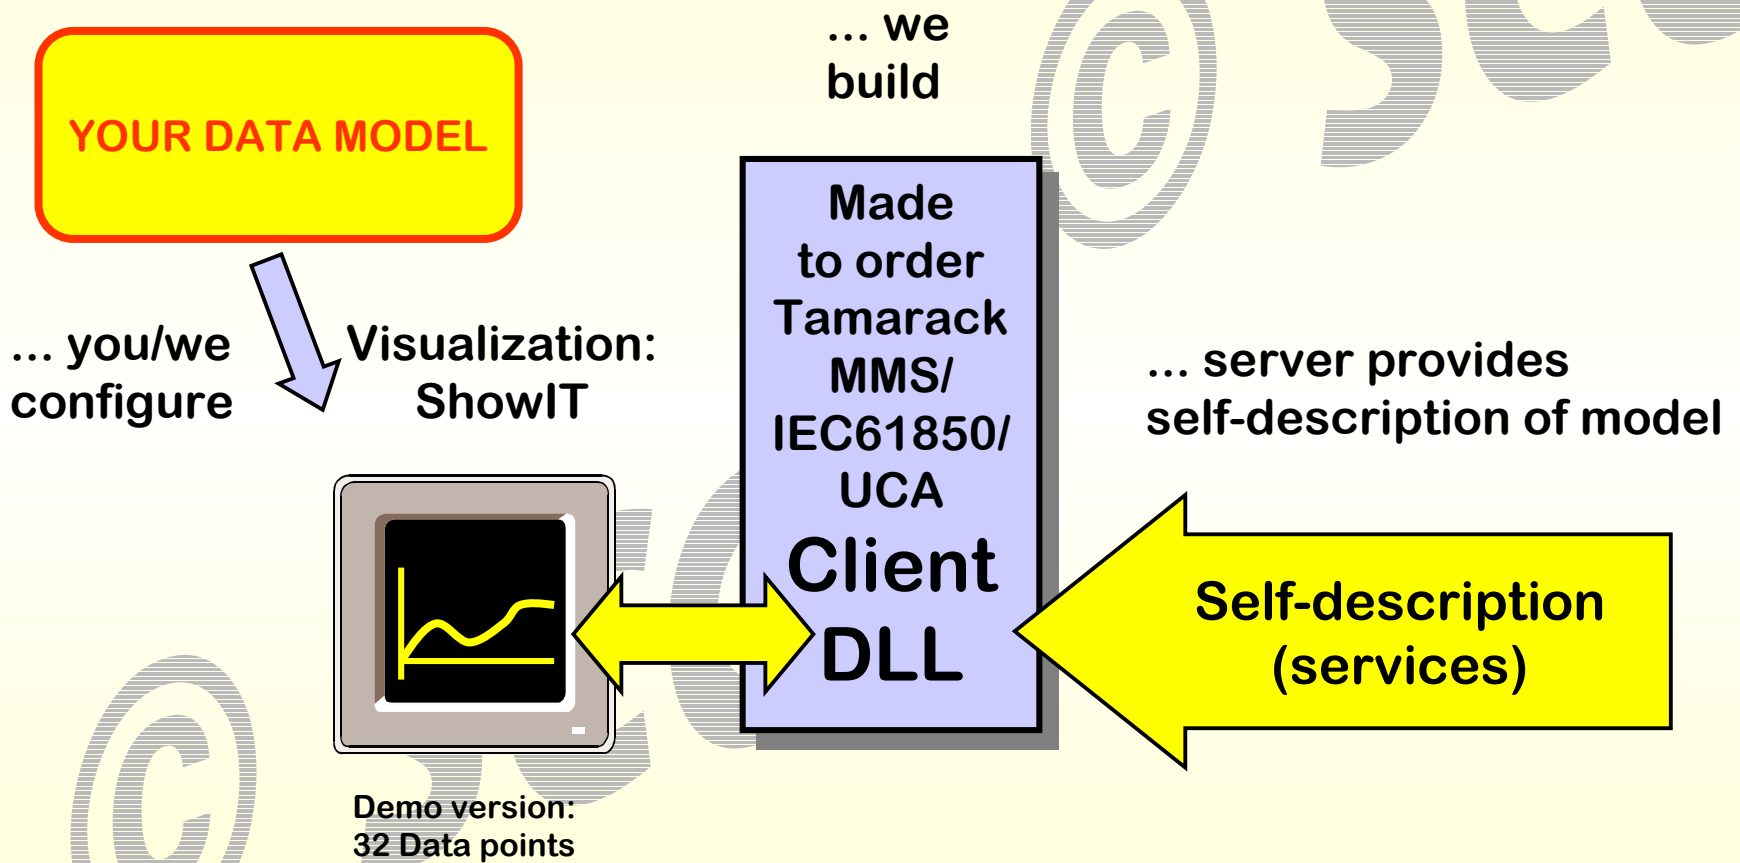 ... we
build
YOUR DATA MODEL
Made
to order
Tamarack
MMS/
IEC61850/
UCA
Client
DLL
... you/we
configure
Visualization:
ShowIT
... server provides
self-description of model
Self-description
(services)
Demo version:
32 Data points
©
©